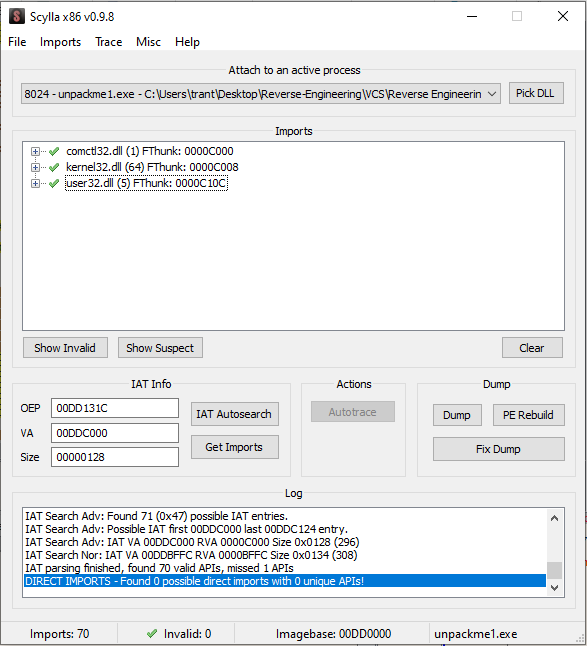 Scylla x86 v0.9.8
File Imports Trace Misc Help
Attach to an active process
8024 - unpackme1.exe - C:\Users\trant\Desktop\Reverse-Engineering\VCS\Reverse Engineerin
Pick DLL
Imports
comctl32.dll (1) FThunk: 0000C000
kernel32.dll (64) FThunk: 0000C008
user32.dll (5) FThunk: 0000C10C
Show Invalid
Show Suspect
Clear
IAT Info
OEP 00DD131C
IAT Autosearch
VA 00DDC000
Size 00000128
Get Imports
Actions
Autotrace
Dump
Dump
PE Rebuild
Fix Dump
Log
IAT Search Adv: Found 71 (0x47) possible IAT entries.
IAT Search Adv: Possible IAT first 00DDC000 last 00DDC124 entry.
IAT Search Adv: IAT VA 00DDC000 RVA 0000C000 Size 0x0128 (296)
IAT Search Nor: IAT VA 00DDBFFC RVA 0000BFFC Size 0x0134 (308)
IAT parsing finished, found 70 valid APIs, missed 1 APIs
DIRECT IMPORTS - Found 0 possible direct imports with 0 unique APIs!
Imports: 70
Invalid: 0
Imagebase: 00DD0000
unpackme1.exe